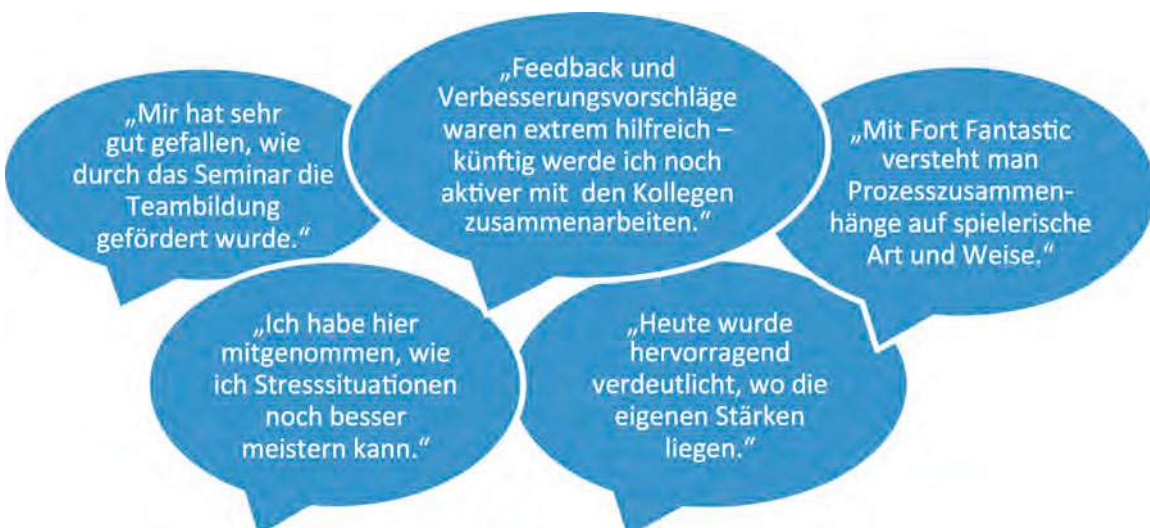 „Mir hat sehr
gut gefallen, wie
durch das Seminar die
Teambildung
gefördert wurde.“
„Feedback und
Verbesserungsvorschläge
waren extrem hilfreich –
künftig werde ich noch
aktiver mit den Kollegen
zusammenarbeiten.“
„Mit Fort Fantastic
versteht man
Prozesszusammen-
hänge auf spielerische
Art und Weise.“
„Ich habe hier
mitgenommen, wie
ich Stresssituationen
noch besser
meistern kann.“
„Heute wurde
hervorragend
verdeutlicht, wo die
eigenen Stärken
liegen.“